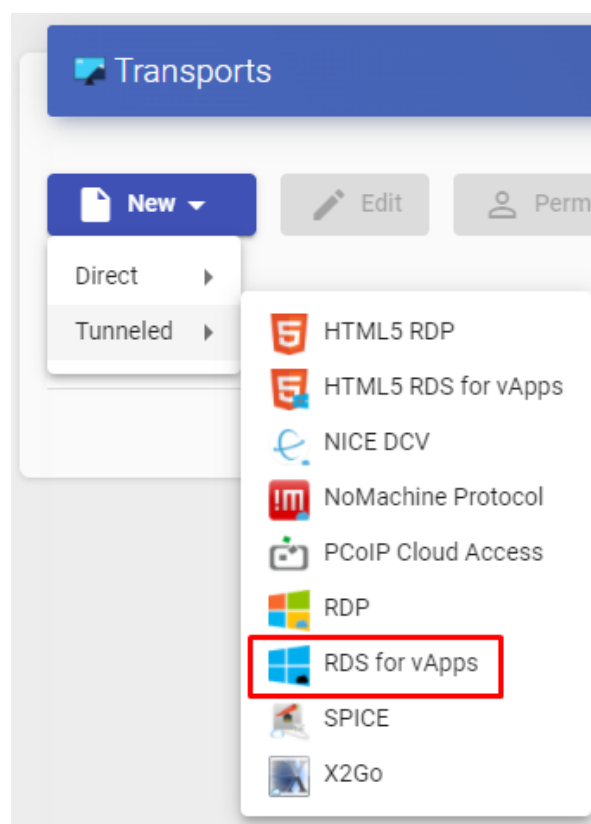 Transports
New
Edit
Perm
Direct
Tunneled
HTML5 RDP
HTML5 RDS for vApps
NICE DCV
NoMachine Protocol
PCoIP Cloud Access
RDP
RDS for vApps
SPICE
X2Go